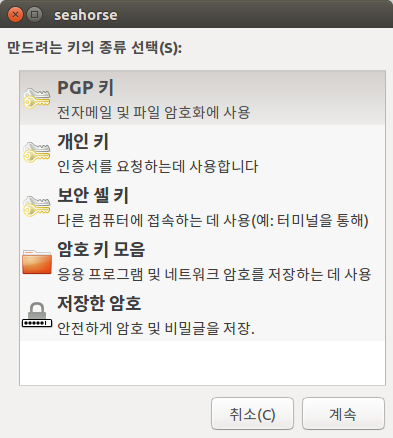 seahorse
만드려는 키의 종류 선택(S):
PGP 키
전자메일 및 파일 암호화에 사용
개인 키
인증서를 요청하는데 사용합니다
보안 셸 키
다른 컴퓨터에 접속하는 데 사용(예: 터미널을 통해)
암호 키 모음
응용 프로그램 및 네트워크 암호를 저장하는 데 사용
저장한 암호
안전하게 암호 및 비밀글을 저장.
취소(C)
계속